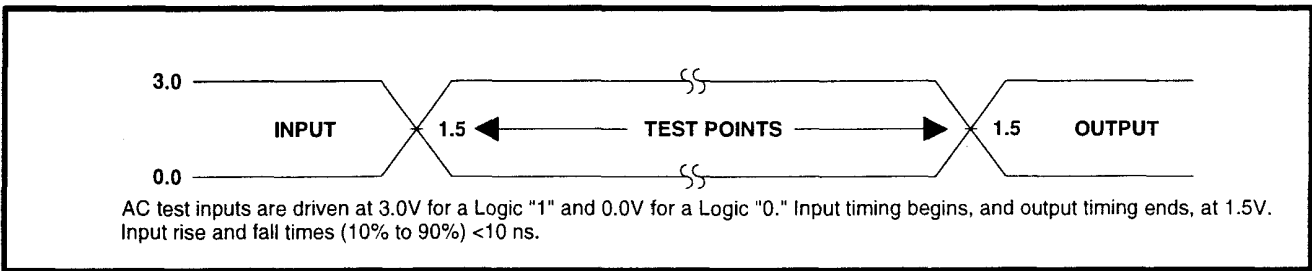 3.0
INPUT 1.5 TEST POINTS 1.5 OUTPUT
0.0
AC test inputs are driven at 3.0V for a Logic "1" and 0.0V for a Logic "0." Input timing begins, and output timing ends, at 1.5V.
Input rise and fall times (10% to 90%) <10 ns.